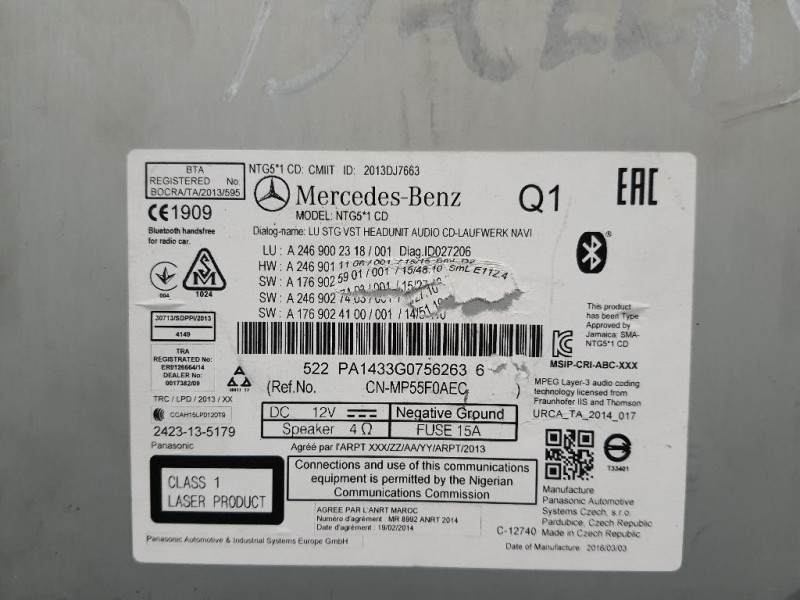 BTA
REGISTERED No.
BOCRA/TA/2013/595
NTG5*1 CD: CMIIT ID: 2013DJ7663
Mercedes-Benz
MODEL: NTG5*1 CD
Q1
EAC
CE1909
Bluetooth handsfree
for radio car.
Dialog-name: LU STG VST HEADUNIT AUDIO CD-LAUFWERK NAVI
LU : A 246 900 23 18 / 001 Diag.ID027206
HW : A 246 901
SW : A 176 902 59 01 / 001 / 15/48.10 SmL E112.4
SW : A 246 902
SW : A 176 902 41 00 / 001 /
004
1024
30713/SDPPI/2013
4149
TRA
REGISTERED No:
ER0126664/14
DEALER No:
0017382/09
TRC / LPD / 2013 / XX
CCAH15LP0120T9
2423-13-5179
Panasonic
This product
has been Type
Approved by
Jamaica: SMA-
NTG5*1 CD
MSIP-CRI-ABC-XXX
MPEG Layer-3 audio coding
technology licensed from
Fraunhofer IIS and Thomson
URCA_TA_2014_017
522 PA1433G0756263 6
(Ref.No. CN-MP55F0AEC )
DC 12V Negative Ground
Speaker 4 Ω FUSE 15A
Agréé par l'ARPT XXX/ZZ/AA/YY/ARPT/2013
Connections and use of this communications
equipment is permitted by the Nigerian
Communications Commission
CLASS 1
LASER PRODUCT
AGREE PAR L'ANRT MAROC
Numero d'agrément : MR 8992 ANRT 2014
Date d'agrément : 19/02/2014
T33401
Manufacture
Panasonic Automotive
Systems Czech, s.r.o.
Pardubice, Czech Republic
C-12740 Made in Czech Republic
Date of Manufacture: 2016/03/03
Panasonic Automotive & Industrial Systems Europe GmbH